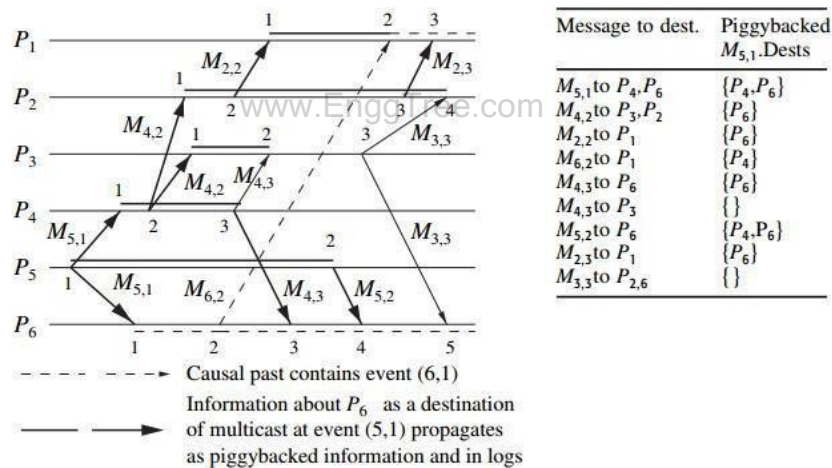 1 2 3
P1
M2,2 M2,3
1
P2
2 3 4
www.EnggTree.com
M4,2 1 2 3 M3,3
P3
1 M4,2 M4,3
P4
2 3
M5,1 M3,3
2
P5
1 M5,1 M6,2 M4,3 M5,2
P6
1 2 3 4 5
Causal past contains event (6,1)
Information about P6 as a destination
of multicast at event (5,1) propagates
as piggybacked information and in logs
Message to dest. Piggybacked
M5,1.Dests
M5,1 to P4,P6 {P4,P6}
M4,2 to P3,P2 {P6}
M2,2 to P1 {P6}
M6,2 to P1 {P4}
M4,3 to P6 {P6}
M4,3 to P3 {}
M5,2 to P6 {P4,P6}
M2,3 to P1 {P6}
M3,3 to P2,6 {}